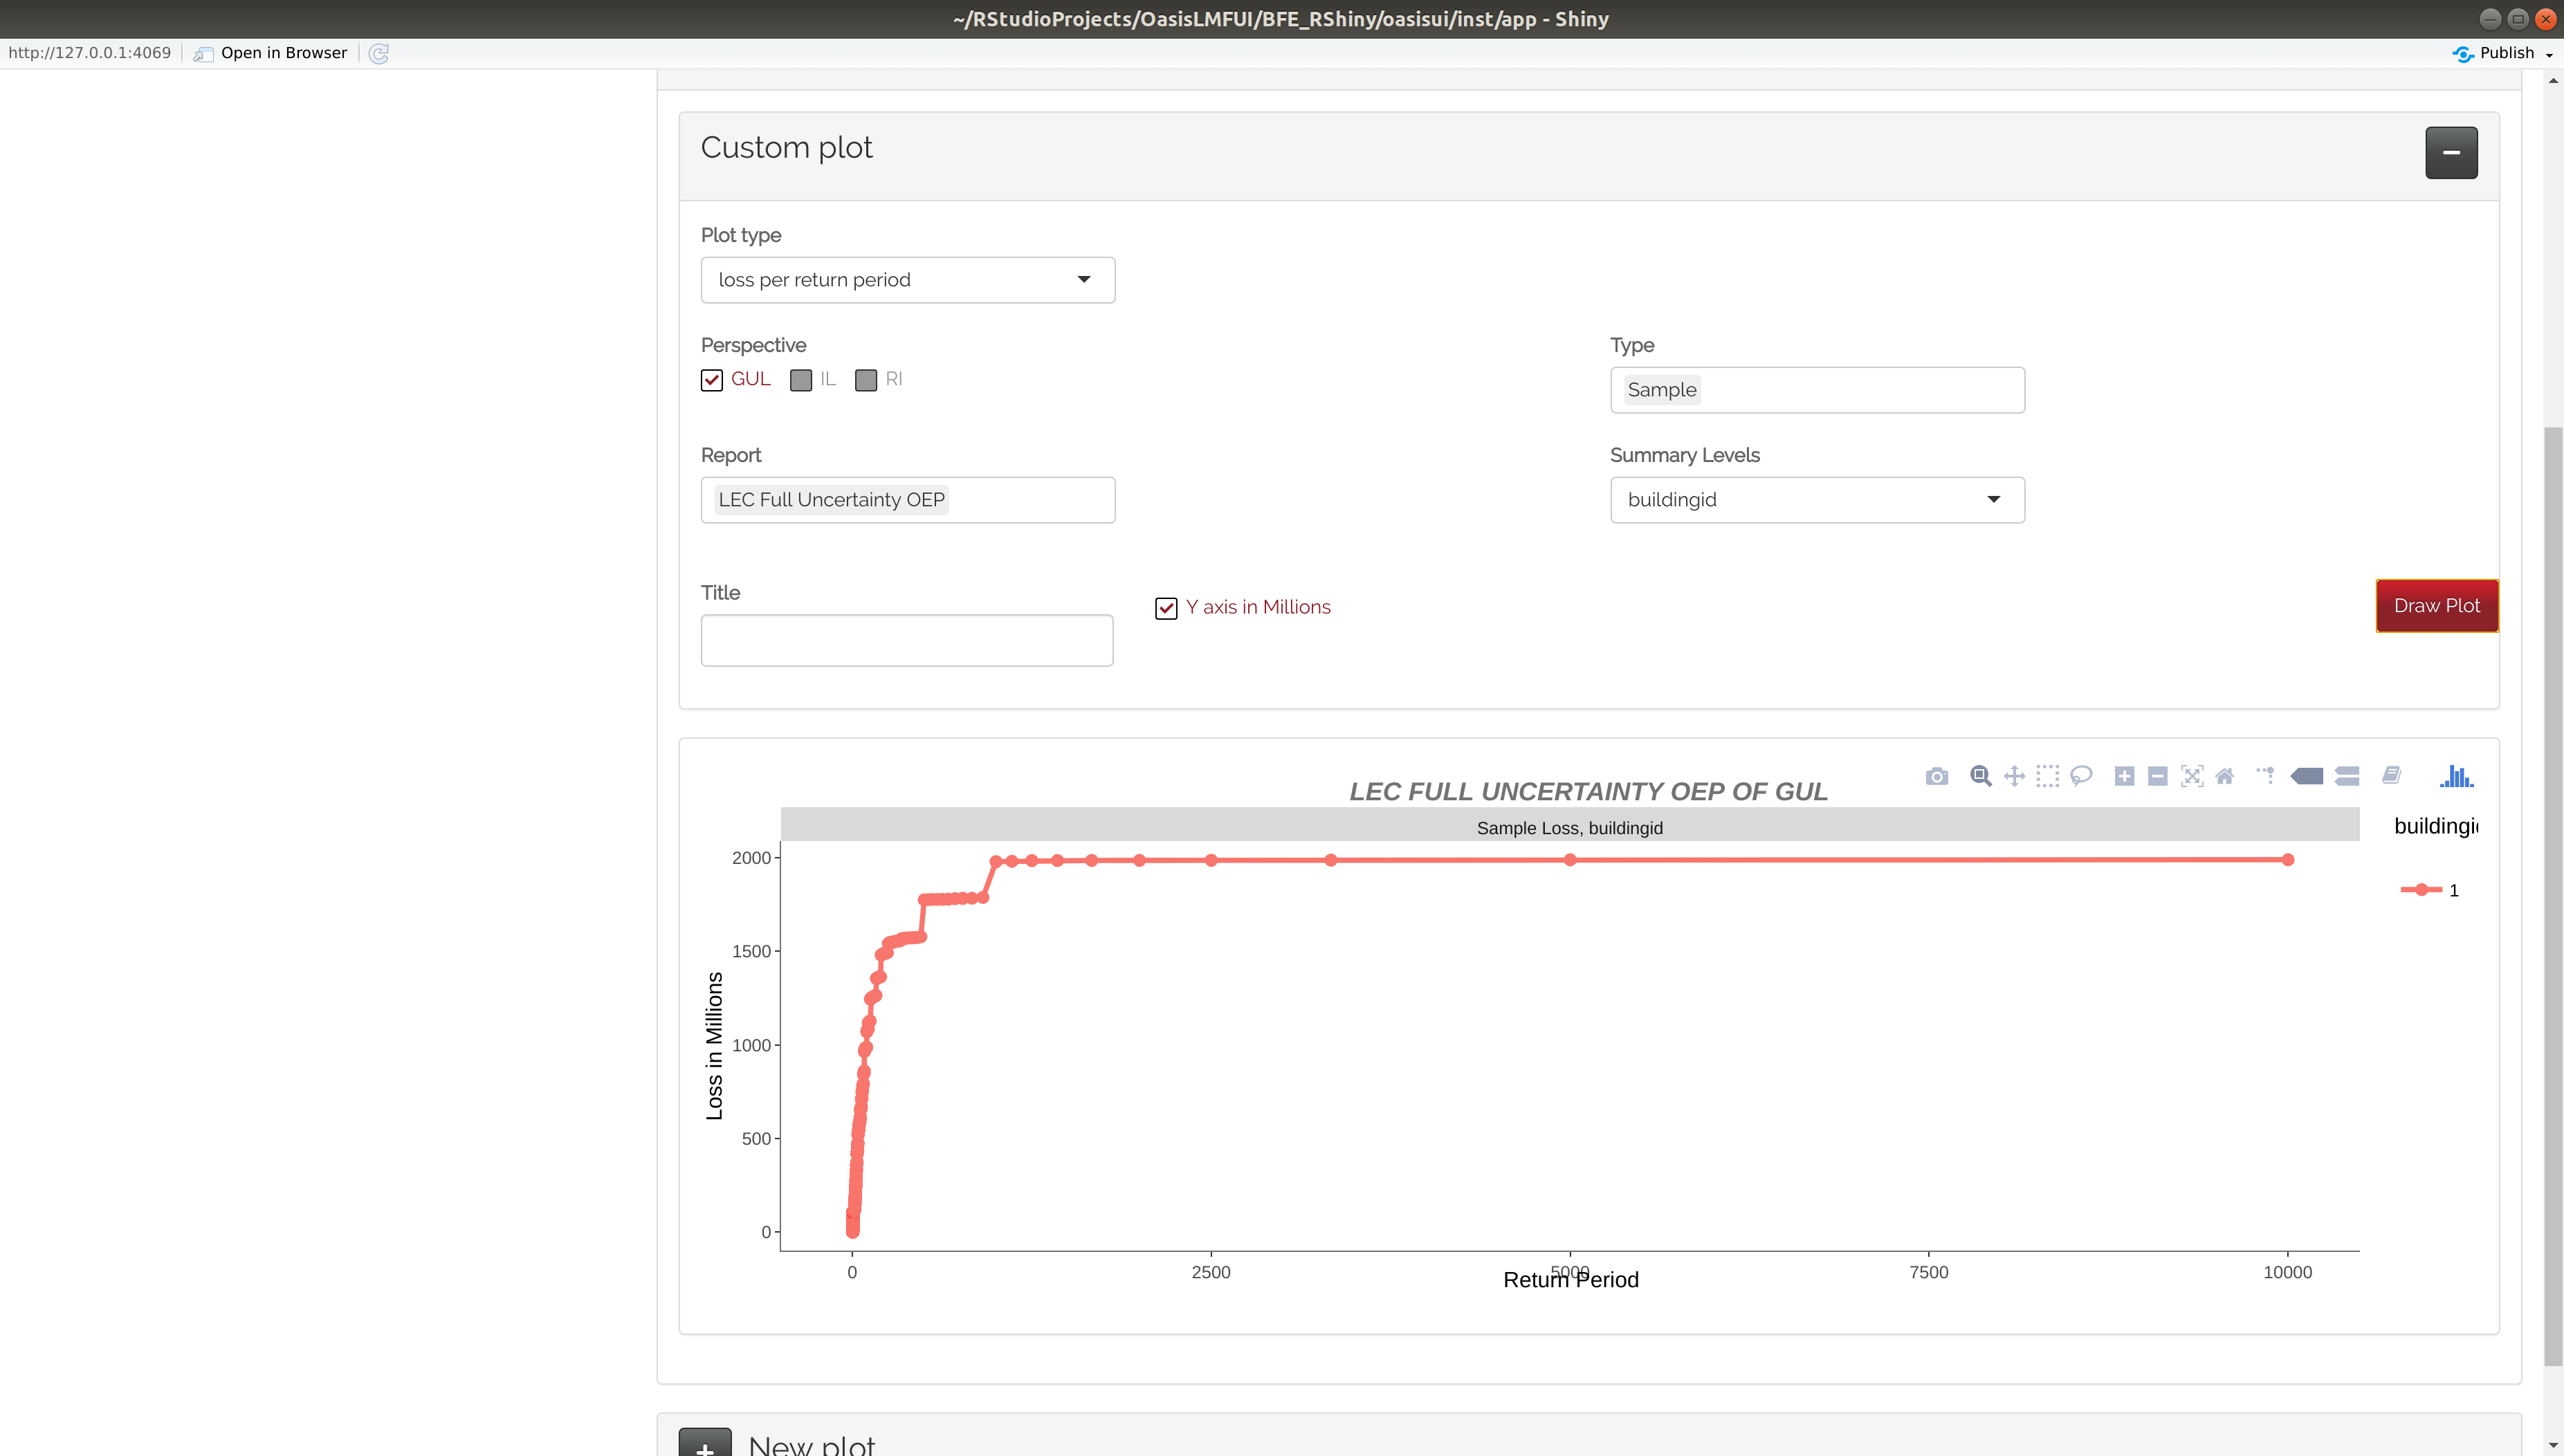 ~/RStudioProjects/OasisLMFUI/BFE_RShiny/oasisui/inst/app - Shiny
http://127.0.0.1:4069 Open in Browser Publish
Custom plot
Plot type
loss per return period
Perspective Type
GUL IL RI
Sample
Report Summary Levels
LEC Full Uncertainty OEP buildingid
Title
Y axis in Millions
Draw Plot
LEC FULL UNCERTAINTY OEP OF GUL
Sample Loss, buildingid
buildingi
1
2000
1500
1000
500
0
Loss in Millions
0 2500 5000 7500 10000
Return Period
New plot